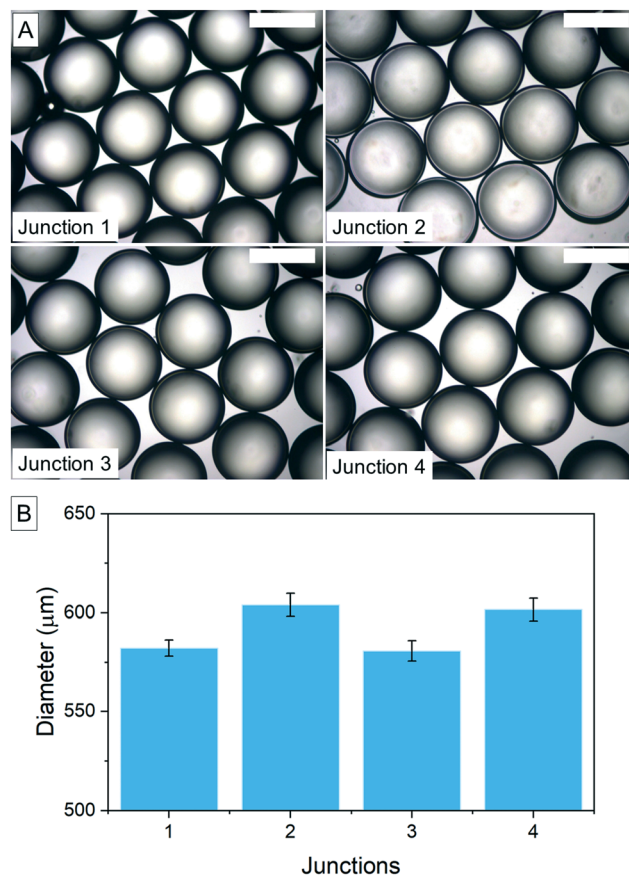 A
Junction 1
Junction 2
Junction 3
Junction 4
B
650
600
550
500
Diameter (μm)
1 2 3 4
Junctions